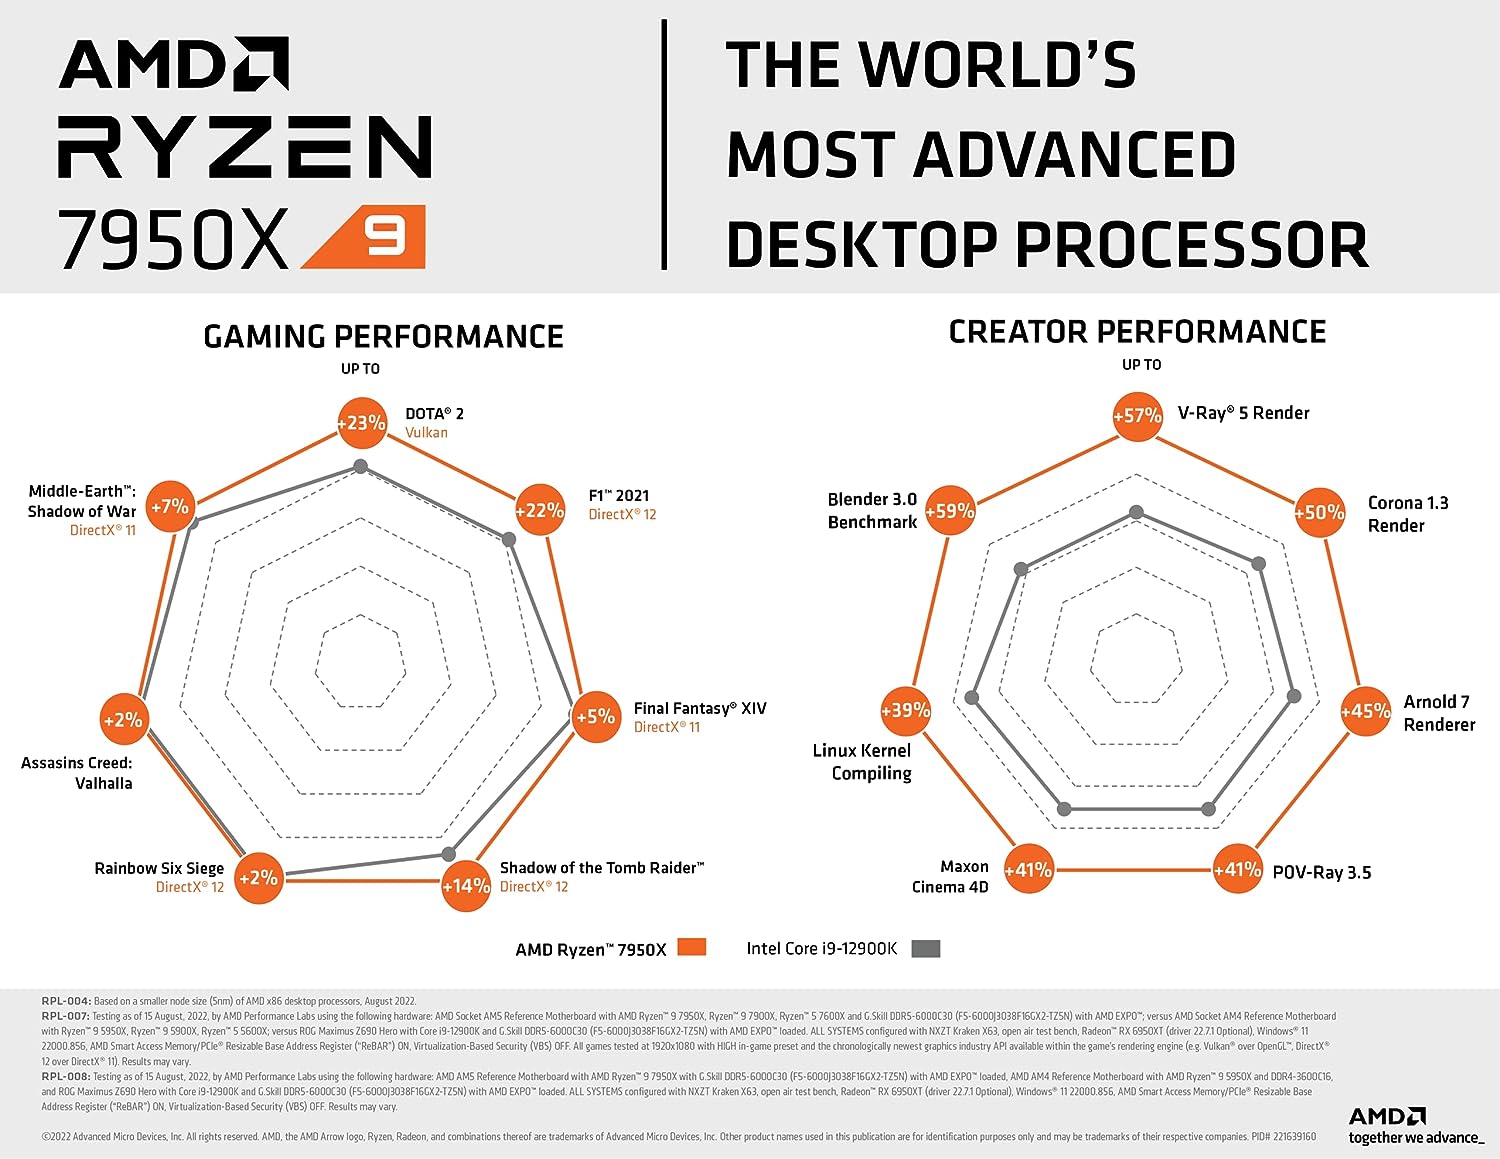 AMD
RYZEN
7950X 9
THE WORLD'S
MOST ADVANCED
DESKTOP PROCESSOR
GAMING PERFORMANCE
UP TO
+23%
DOTA® 2
Vulkan
+22%
F1™ 2021
DirectX® 12
+5%
Final Fantasy® XIV
DirectX® 11
+14%
Shadow of the Tomb Raider™
DirectX® 12
+2%
Rainbow Six Siege
DirectX® 12
+2%
Assasins Creed:
Valhalla
+7%
Middle-Earth™:
Shadow of War
DirectX® 11
CREATOR PERFORMANCE
UP TO
+57%
V-Ray® 5 Render
+50%
Corona 1.3
Render
+45%
Arnold 7
Renderer
+41%
POV-Ray 3.5
+41%
Maxon
Cinema 4D
+39%
Linux Kernel
Compiling
+59%
Blender 3.0
Benchmark
AMD Ryzen™ 7950X
Intel Core i9-12900K
RPL-004: Based on a smaller node size (5nm) of AMD x86 desktop processors, August 2022.
RPL-007: Testing as of 15 August, 2022, by AMD Performance Labs using the following hardware: AMD Socket AM5 Reference Motherboard with AMD Ryzen™ 9 7950X, Ryzen™ 9 7900X, Ryzen™ 5 7600X and G.Skill DDR5-6000C30 (F5-6000J3038F16GX2-TZ5N) with AMD EXPO™; versus AMD Socket AM4 Reference Motherboard
with Ryzen™ 9 5950X, Ryzen™ 9 5900X, Ryzen™ 5 5600X; versus ROG Maximus Z690 Hero with Core i9-12900K and G.Skill DDR5-6000C30 (F5-6000J3038F16GX2-TZ5N) with AMD EXPO™ loaded. ALL SYSTEMS configured with NXZT Kraken X63, open air test bench, Radeon™ RX 6950XT (driver 22.7.1 Optional), Windows® 11
22000.856, AMD Smart Access Memory/PCIe® Resizable Base Address Register ("ReBAR") ON, Virtualization-Based Security (VBS) OFF. All games tested at 1920x1080 with HIGH in-game preset and the chronologically newest graphics industry API available within the game's rendering engine (e.g. Vulkan® over OpenGL™, DirectX®
12 over DirectX® 11). Results may vary.
RPL-008: Testing as of 15 August, 2022, by AMD Performance Labs using the following hardware: AMD AM5 Reference Motherboard with AMD Ryzen™ 9 7950X with G.Skill DDR5-6000C30 (F5-6000J3038F16GX2-TZ5N) with AMD EXPO™ loaded, AMD AM4 Reference Motherboard with AMD Ryzen™ 9 5950X and DDR4-3600C16,
and ROG Maximus Z690 Hero with Core i9-12900K and G.Skill DDR5-6000C30 (F5-6000J3038F16GX2-TZ5N) with AMD EXPO™ loaded. ALL SYSTEMS configured with NXZT Kraken X63, open air test bench, Radeon™ RX 6950XT (driver 22.7.1 Optional), Windows® 11 22000.856, AMD Smart Access Memory/PCIe® Resizable Base
Address Register ("ReBAR") ON, Virtualization-Based Security (VBS) OFF. Results may vary.
©2022 Advanced Micro Devices, Inc. All rights reserved. AMD, the AMD Arrow logo, Ryzen, Radeon, and combinations thereof are trademarks of Advanced Micro Devices, Inc. Other product names used in this publication are for identification purposes only and may be trademarks of their respective companies. PID# 221639160
AMD
together we advance_